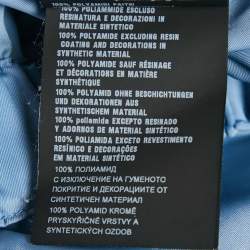 100% POLIAMMIDE ESCLUSO
RESINATURA E DECORAZIONI IN
MATERIALE SINTETICO
100% POLYAMIDE EXCLUDING RESIN
COATING AND DECORATIONS IN
SYNTHETIC MATERIAL
100% POLYAMIDE SAUF RÉSINAGE
ET DÉCORATIONS EN MATIÈRE
SYNTHÉTIQUE
100% POLYAMID OHNE BESCHICHTUNGEN
UND DEKORATIONEN AUS
SYNTHETISCHEM MATERIAL
100% poliamida EXCEPTO RESINADO
Y ADORNOS DE MATERIAL SINTÉTICO
100% POLIAMIDA EXCETO REVESTIMENTO
RESÍNICO E DECORAÇÕES
EM MATERIAL SINTÉTICO
100% ПОЛИАМИД
С ИЗКЛЮЧЕНИЕ НА ГУМЕНОТО
ПОКРИТИЕ И ДЕКОРАЦИИТЕ ОТ
СИНТЕТИЧЕН МАТЕРИАЛ
100% POLYAMID KROMĚ
PRYSKYŘIČNÉ VRSTVY A
SYNTETICKÝCH OZDOB